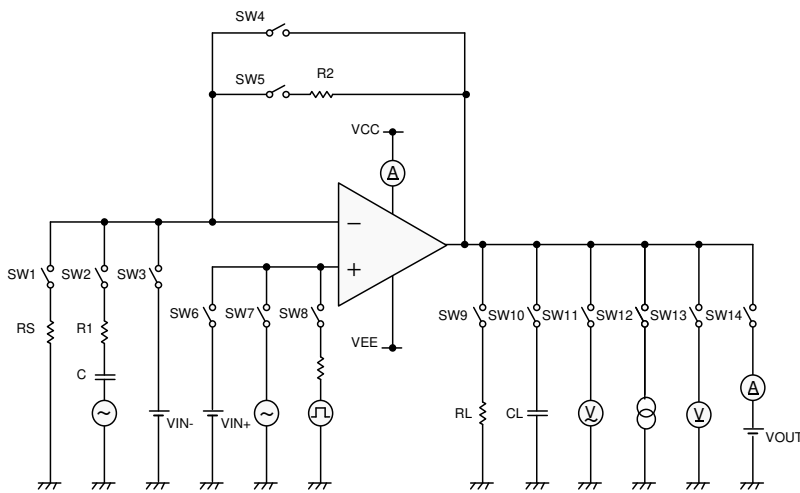 SW4
SW5
R2
VCC
A
−
+
SW1
SW2
SW3
SW6
SW7
SW8
SW9
SW10
SW11
SW12
SW13
SW14
RS
R1
VEE
C
VIN-
VIN+
RL
CL
V
V
A
VOUT